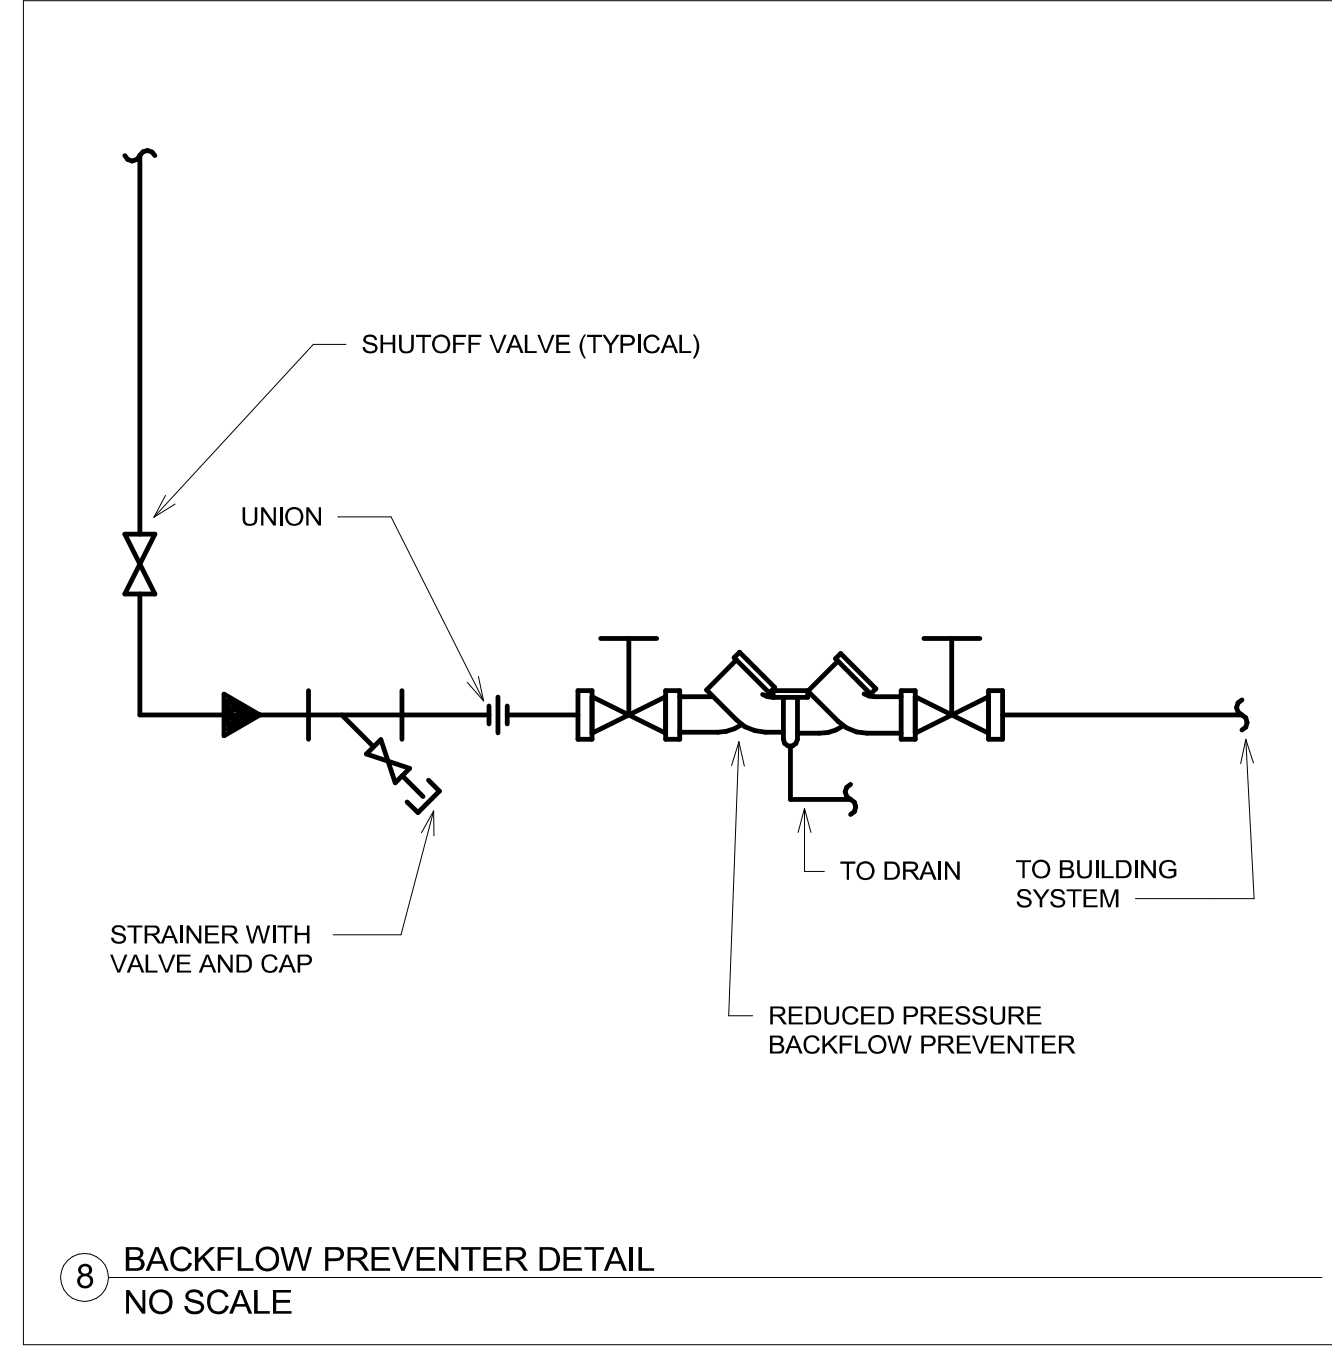 SHUTOFF VALVE (TYPICAL)
UNION
TO DRAIN
TO BUILDING
SYSTEM
STRAINER WITH
VALVE AND CAP
REDUCED PRESSURE
BACKFLOW PREVENTER
8 BACKFLOW PREVENTER DETAIL
NO SCALE